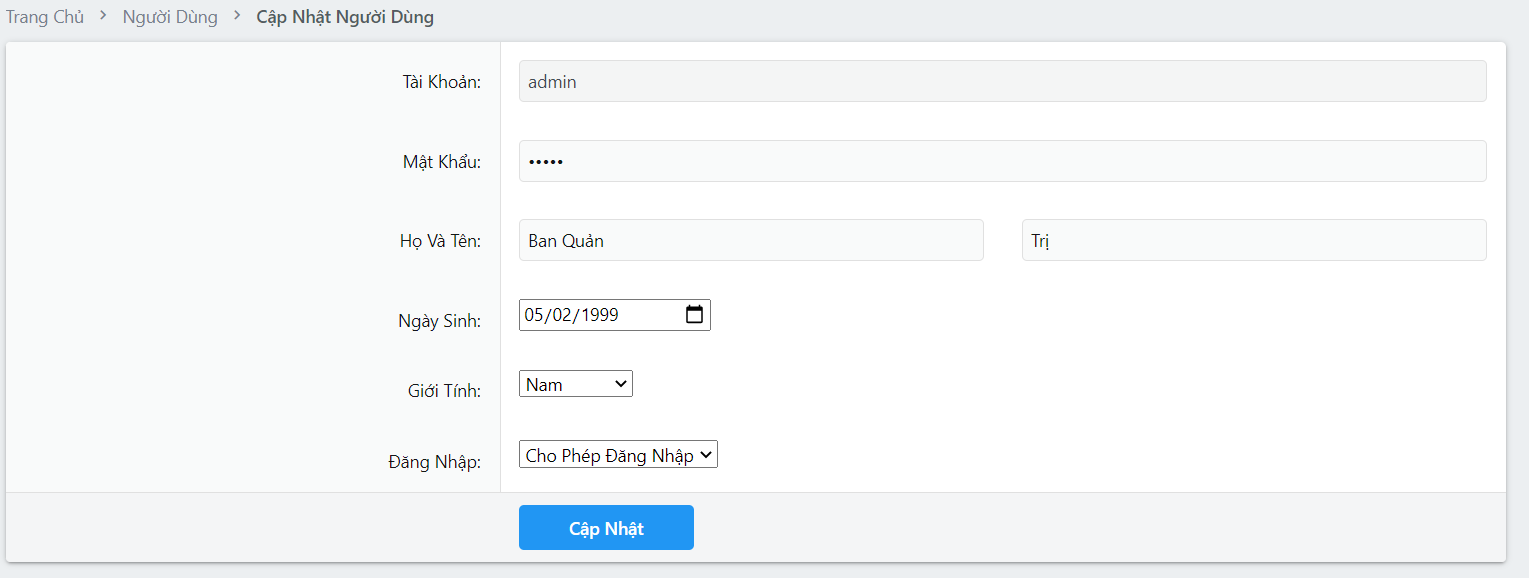 Trang Chủ > Người Dùng > Cập Nhật Người Dùng
Tài Khoản: admin
Mật Khẩu: •••••
Họ Và Tên: Ban Quản Trị
Ngày Sinh: 05/02/1999
Giới Tính: Nam
Đăng Nhập: Cho Phép Đăng Nhập
Cập Nhật